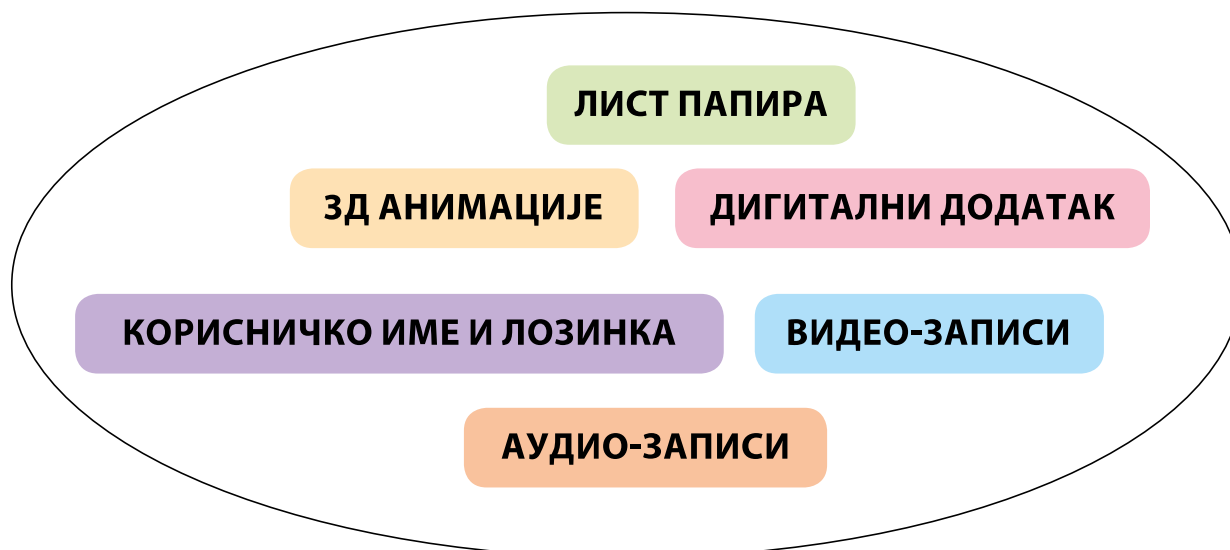 ЛИСТ ПАПИРА
3Д АНИМАЦИЈЕ
ДИГИТАЛНИ ДОДАТАК
КОРИСНИЧКО ИМЕ И ЛОЗИНКА
ВИДЕО-ЗАПИСИ
АУДИО-ЗАПИСИ